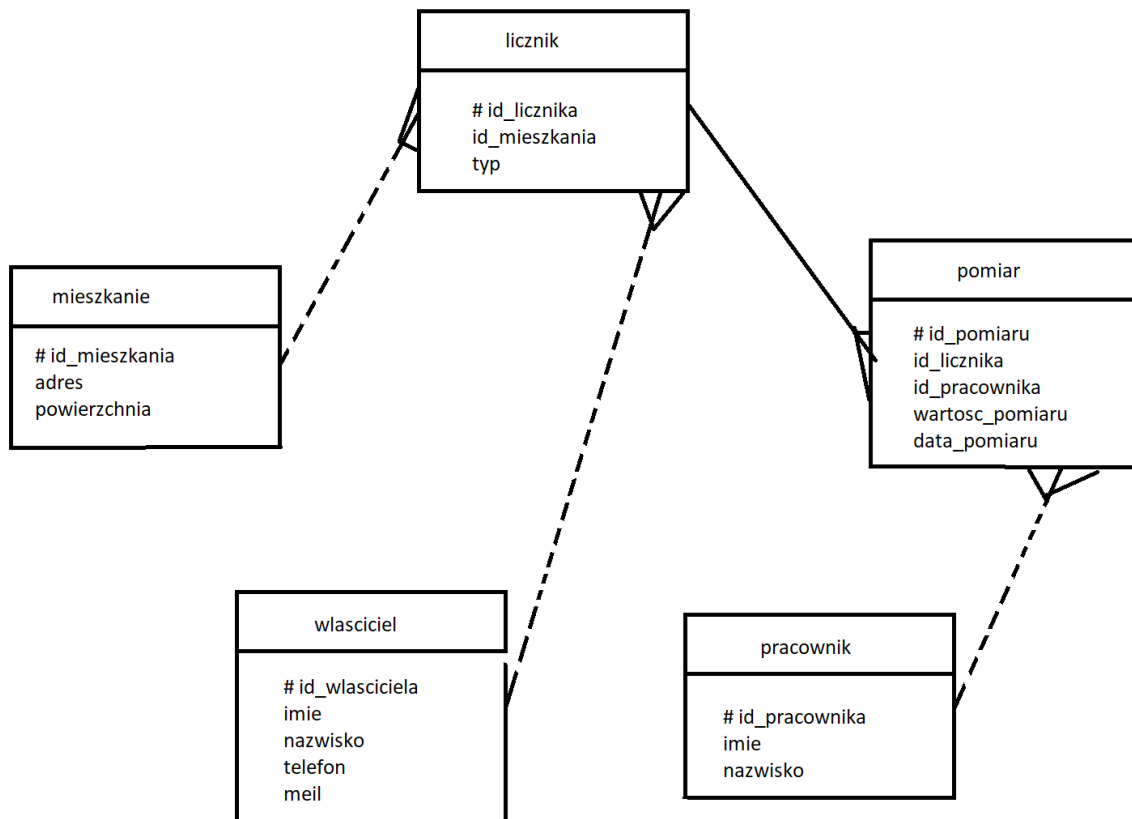 licznik
# id_licznika
id_mieszkania
typ
mieszkanie
# id_mieszkania
adres
powierzchnia
pomiar
# id_pomiaru
id_licznika
id_pracownika
wartosc_pomiaru
data_pomiaru
wlasciciel
# id_wlasciciela
imie
nazwisko
telefon
meil
pracownik
# id_pracownika
imie
nazwisko